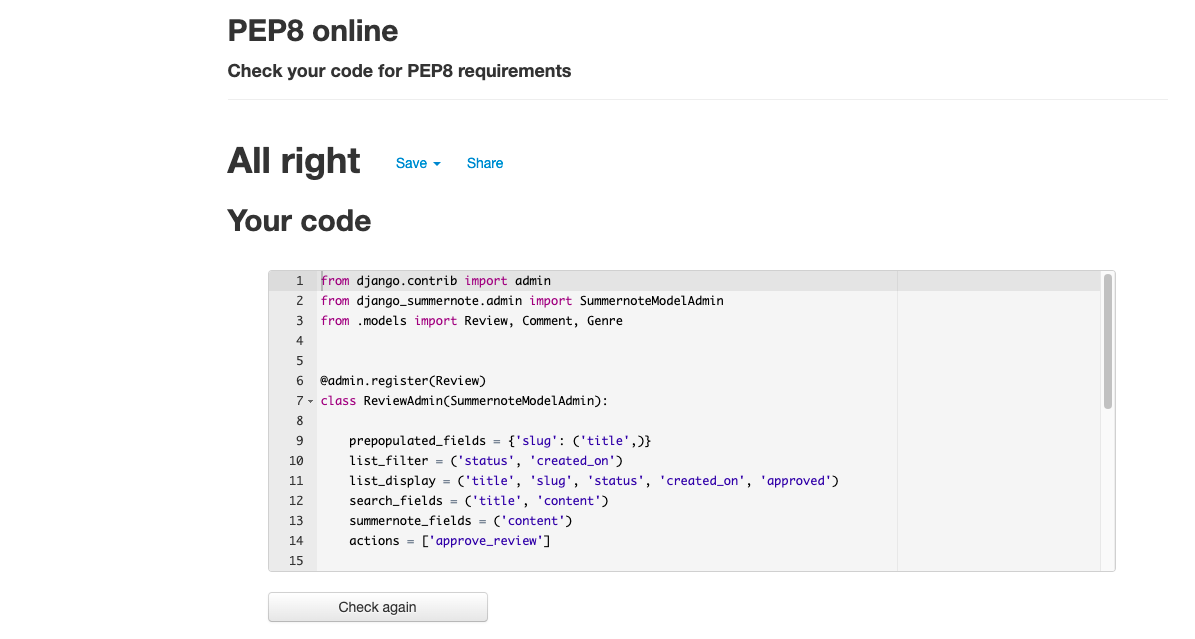 PEP8 online
Check your code for PEP8 requirements
All right Save Share
Your code
1 from django.contrib import admin
2 from django_summernote.admin import SummernoteModelAdmin
3 from .models import Review, Comment, Genre
4
5
6 @admin.register(Review)
7 class ReviewAdmin(SummernoteModelAdmin):
8
9     prepopulated_fields = {'slug': ('title',)}
10     list_filter = ('status', 'created_on')
11     list_display = ('title', 'slug', 'status', 'created_on', 'approved')
12     search_fields = ('title', 'content')
13     summernote_fields = ('content')
14     actions = ['approve_review']
15
Check again